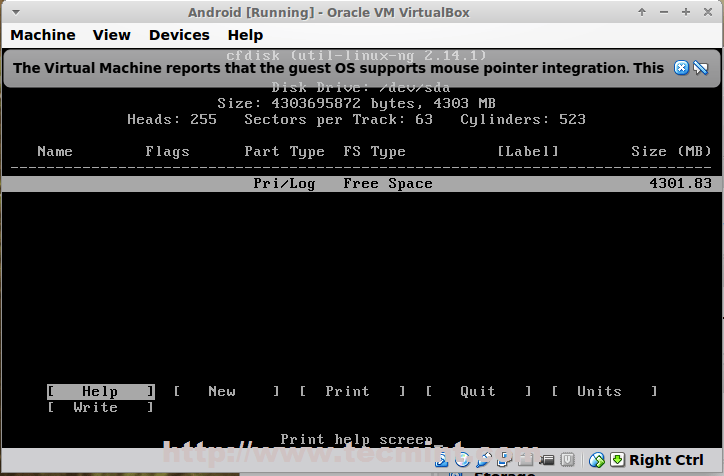 Android [Running] - Oracle VM VirtualBox
Machine View Devices Help
cfdisk (util-linux-ng 2.14.1)
The Virtual Machine reports that the guest OS supports mouse pointer integration. This
Disk Drive: /dev/sda
Size: 4303695872 bytes, 4303 MB
Heads: 255 Sectors per Track: 63 Cylinders: 523
Name Flags Part Type FS Type [Label] Size (MB)
Pri/Log Free Space 4301.83
[ Help ] [ New ] [ Print ] [ Quit ] [ Units ]
[ Write ]
Print help screen
http://www.tecmint.com
Right Ctrl
Storage